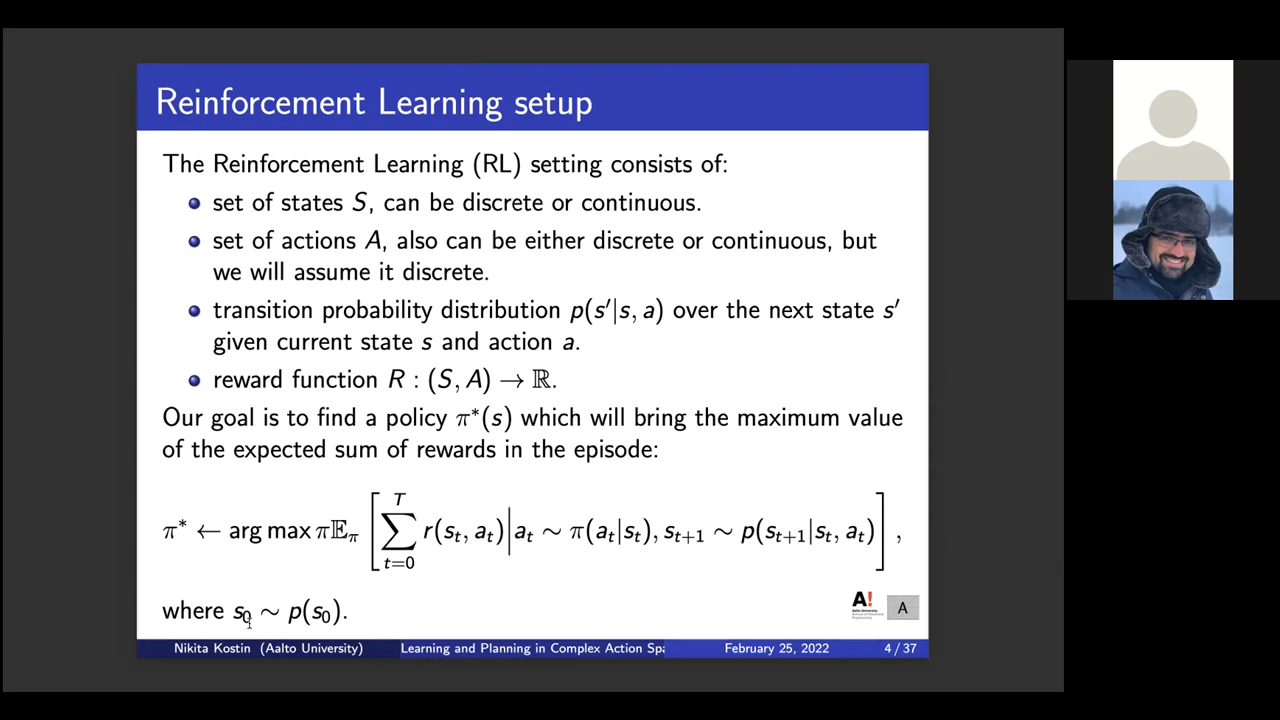 Reinforcement Learning setup
The Reinforcement Learning (RL) setting consists of:
set of states S, can be discrete or continuous.
set of actions A, also can be either discrete or continuous, but
we will assume it discrete.
transition probability distribution p(s′|s, a) over the next state s′
given current state s and action a.
reward function R : (S, A) → ℝ.
Our goal is to find a policy π*(s) which will bring the maximum value
of the expected sum of rewards in the episode:
π* ← arg max π𝔼_π [ ∑_{t=0}^{T} r(s_t, a_t) | a_t ∼ π(a_t|s_t), s_{t+1} ∼ p(s_{t+1}|s_t, a_t) ] ,
where s_0 ∼ p(s_0).
A!
A
Nikita Kostin (Aalto University) Learning and Planning in Complex Action Spa February 25, 2022 4 / 37